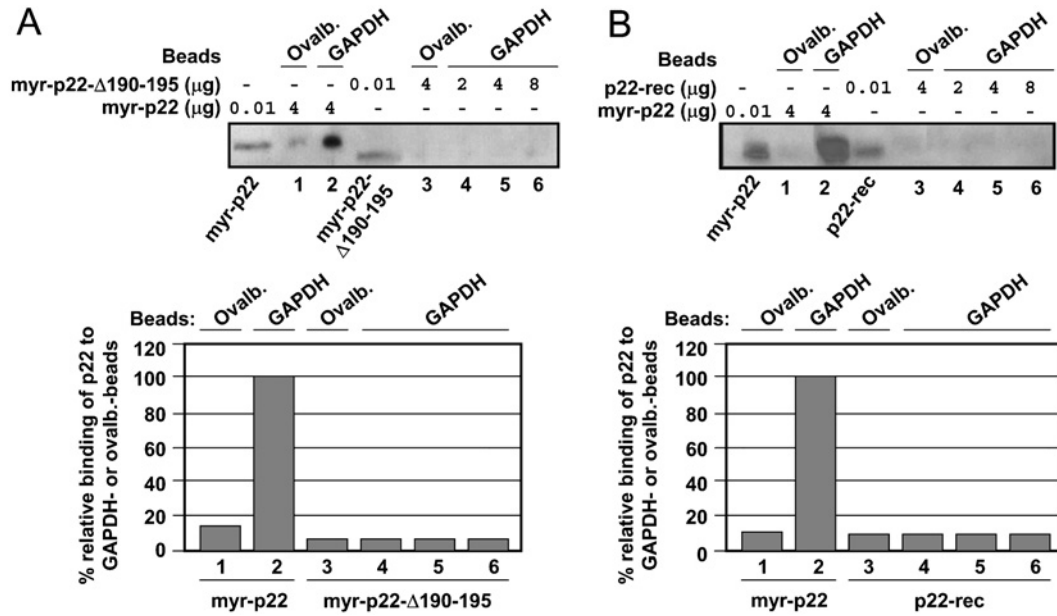 A
Beads Ovalb. GAPDH Ovalb. GAPDH
myr-p22-Δ190-195 (µg) - - - 0.01 4 2 4 8
myr-p22 (µg) 0.01 4 4 - - - - -
myr-p22 1 2 myr-p22-Δ190-195 3 4 5 6
Beads: Ovalb. GAPDH Ovalb. GAPDH
% relative binding of p22 to
GAPDH- or ovalb.-beads
120
100
80
60
40
20
0
1 2 3 4 5 6
myr-p22 myr-p22-Δ190-195
B
Beads Ovalb. GAPDH Ovalb. GAPDH
p22-rec (µg) - - - 0.01 4 2 4 8
myr-p22 (µg) 0.01 4 4 - - - - -
myr-p22 1 2 p22-rec 3 4 5 6
Beads: Ovalb. GAPDH Ovalb. GAPDH
% relative binding of p22 to
GAPDH- or ovalb.-beads
120
100
80
60
40
20
0
1 2 3 4 5 6
myr-p22 p22-rec